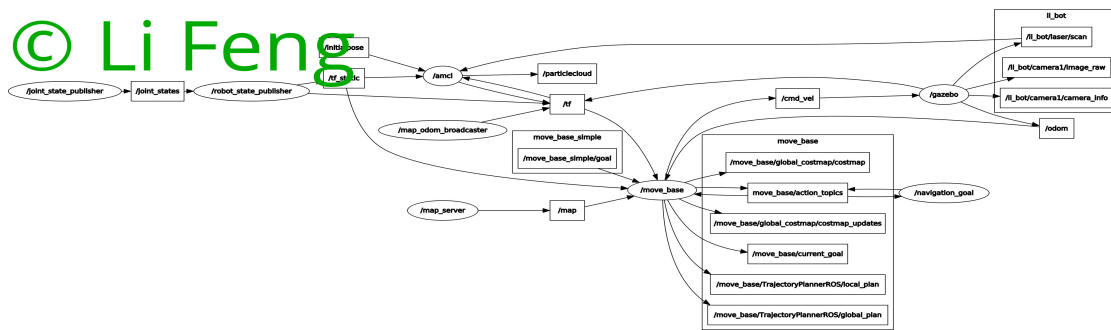 © Li Feng
/initialpose
/tf_static
/joint_state_publisher
/joint_states
/robot_state_publisher
/amcl
/particlecloud
/tf
/map_odom_broadcaster
move_base_simple
/move_base_simple/goal
/map_server
/map
/move_base
/cmd_vel
/gazebo
li_bot
/li_bot/laser/scan
/li_bot/camera1/image_raw
/li_bot/camera1/camera_info
/odom
move_base
/move_base/global_costmap/costmap
move_base/action_topics
/navigation_goal
/move_base/global_costmap/costmap_updates
/move_base/current_goal
/move_base/TrajectoryPlannerROS/local_plan
/move_base/TrajectoryPlannerROS/global_plan